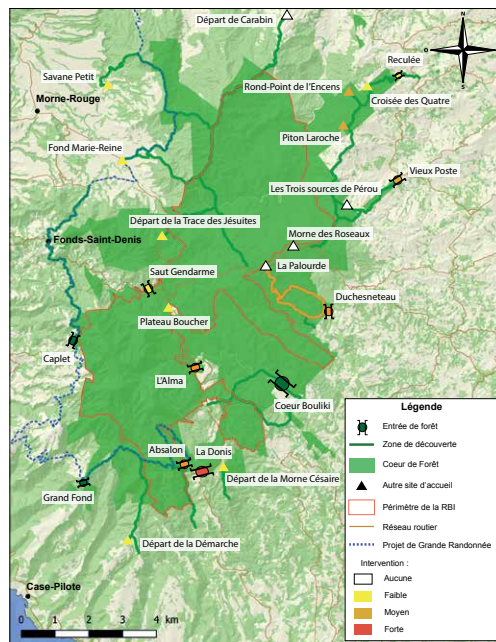 Départ de Carabin
N
O
E
S
Reculée
Savane Petit
Rond-Point de l'Encens
Croisée des Quatre
Morne-Rouge
Piton Laroche
Fond Marie-Reine
Vieux Poste
Les Trois sources de Pérou
Départ de la Trace des Jésuites
Fonds-Saint-Denis
Morne des Roseaux
Saut Gendarme
La Palourde
Duchesneteau
Plateau Boucher
Caplet
L'Alma
Coeur Bouliki
Absalon
La Donis
Départ de la Morne Césaire
Grand Fond
Départ de la Démarche
Case-Pilote
0 1 2 3 4 km
Légende
Entrée de forêt
Zone de découverte
Coeur de Forêt
Autre site d'accueil
Périmètre de la RBI
Réseau routier
Projet de Grande Randonnée
Intervention :
Aucune
Faible
Moyen
Forte